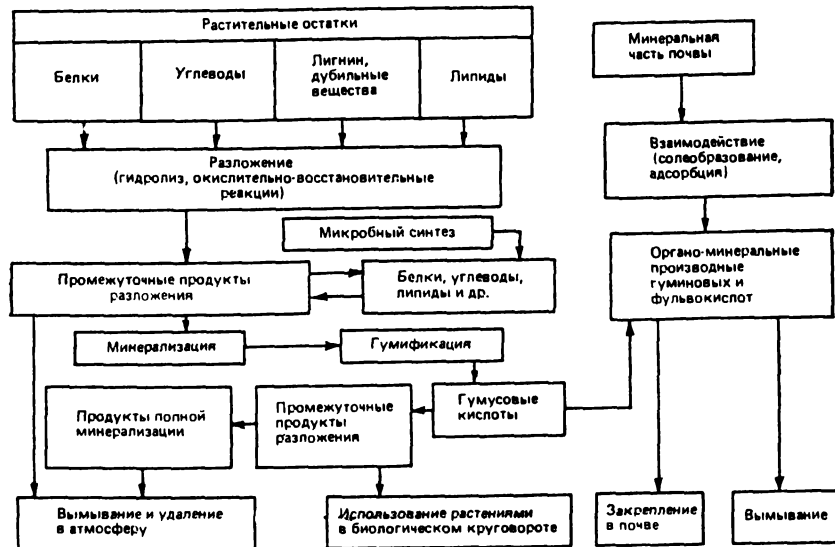 Растительные остатки
Белки
Углеводы
Лигнин,
дубильные
вещества
Липиды
Минеральная
часть почвы
Разложение
(гидролиз, окислительно-восстановительные
реакции)
Взаимодействие
(солеобразование,
адсорбция)
Микробный синтез
Промежуточные продукты
разложения
Белки, углеводы,
липиды и др.
Органо-минеральные
производные
гуминовых и
фульвокислот
Минерализация
Гумификация
Продукты полной
минерализации
Промежуточные
продукты
разложения
Гумусовые
кислоты
Вымывание и удаление
в атмосферу
Использование растениями
в биологическом круговороте
Закрепление
в почве
Вымывание